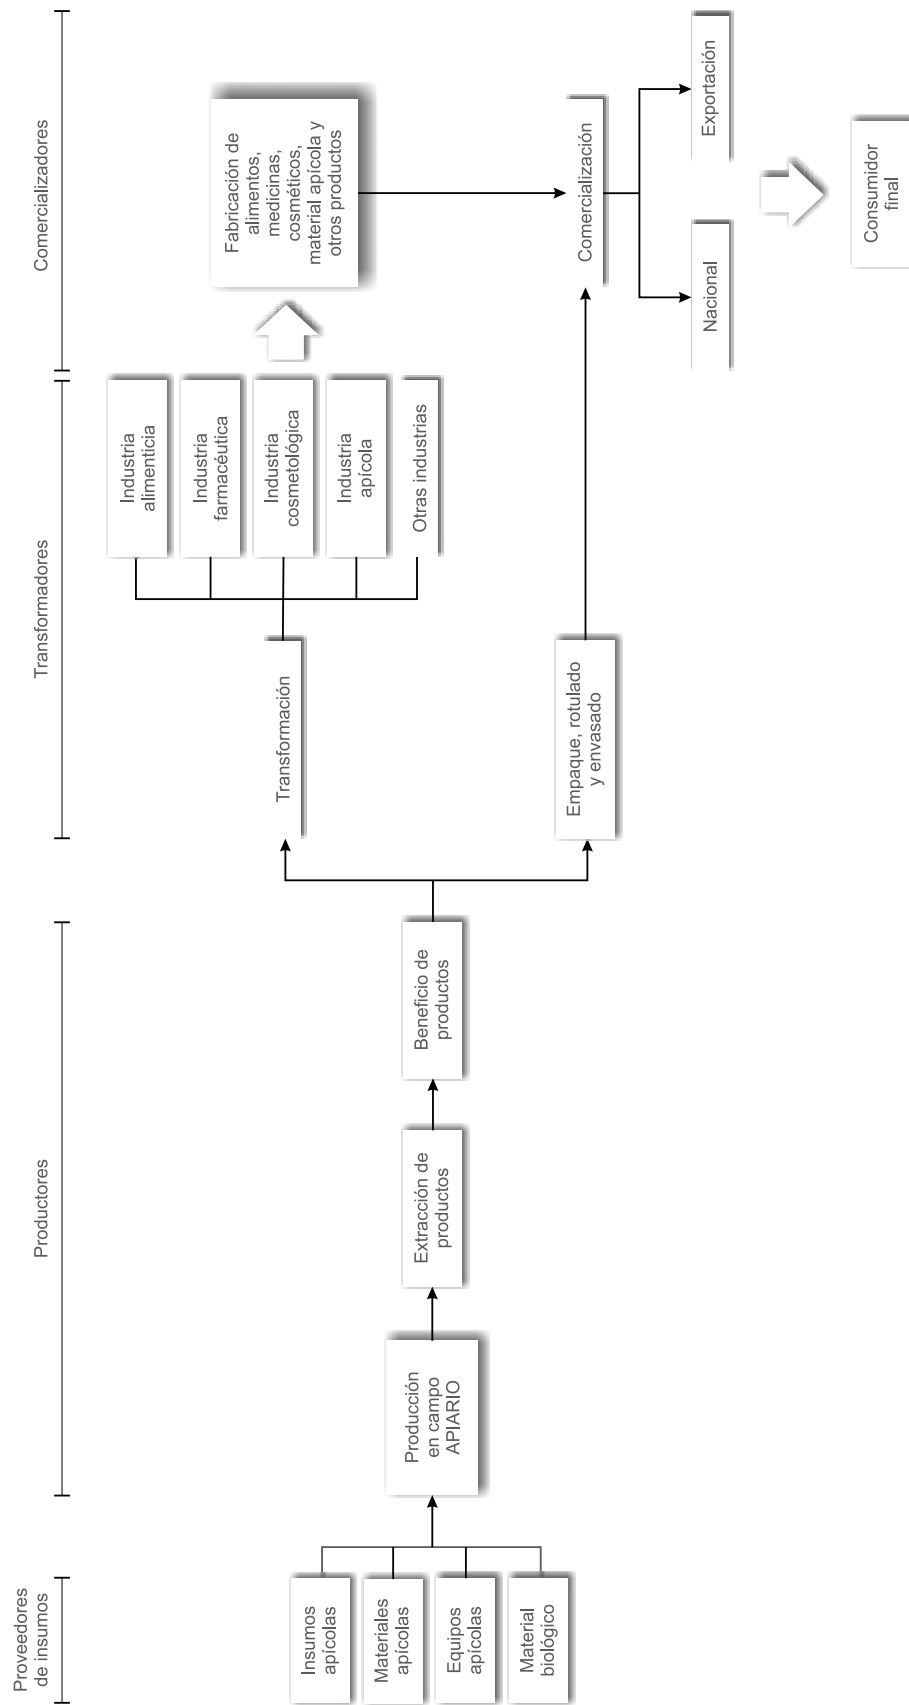 Proveedores
de insumos
Productores
Transformadores
Comercializadores
Insumos
apícolas
Materiales
apícolas
Equipos
apícolas
Material
biológico
Producción
en campo
APIARIO
Extracción de
productos
Beneficio de
productos
Transformación
Empaque, rotulado
y envasado
Industria
alimenticia
Industria
farmacéutica
Industria
cosmetológica
Industria
apícola
Otras industrias
Fabricación de
alimentos,
medicinas,
cosméticos,
material apícola y
otros productos
Comercialización
Nacional
Exportación
Consumidor
final